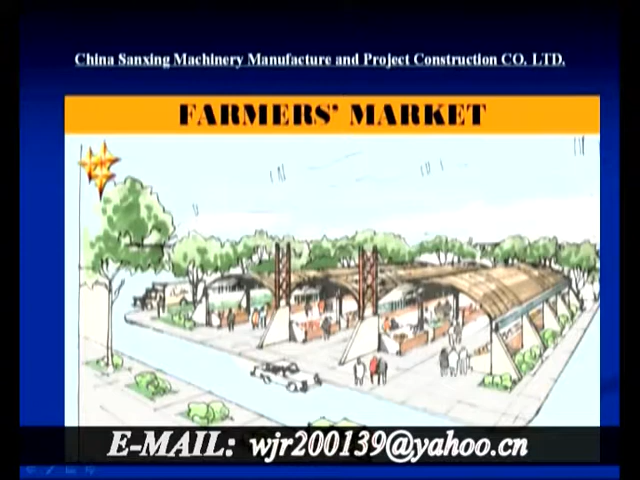 China Sanxing Machinery Manufacture and Project Construction CO. LTD.
FARMERS' MARKET
E-MAIL: wjr200139@yahoo.cn